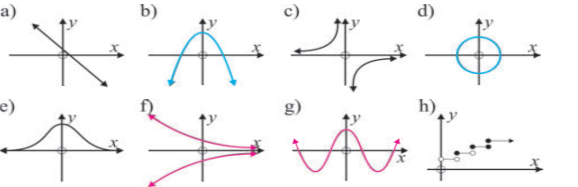 a) y x b) y x c) y x d) y x
e) y x f) y x g) y x h) y x